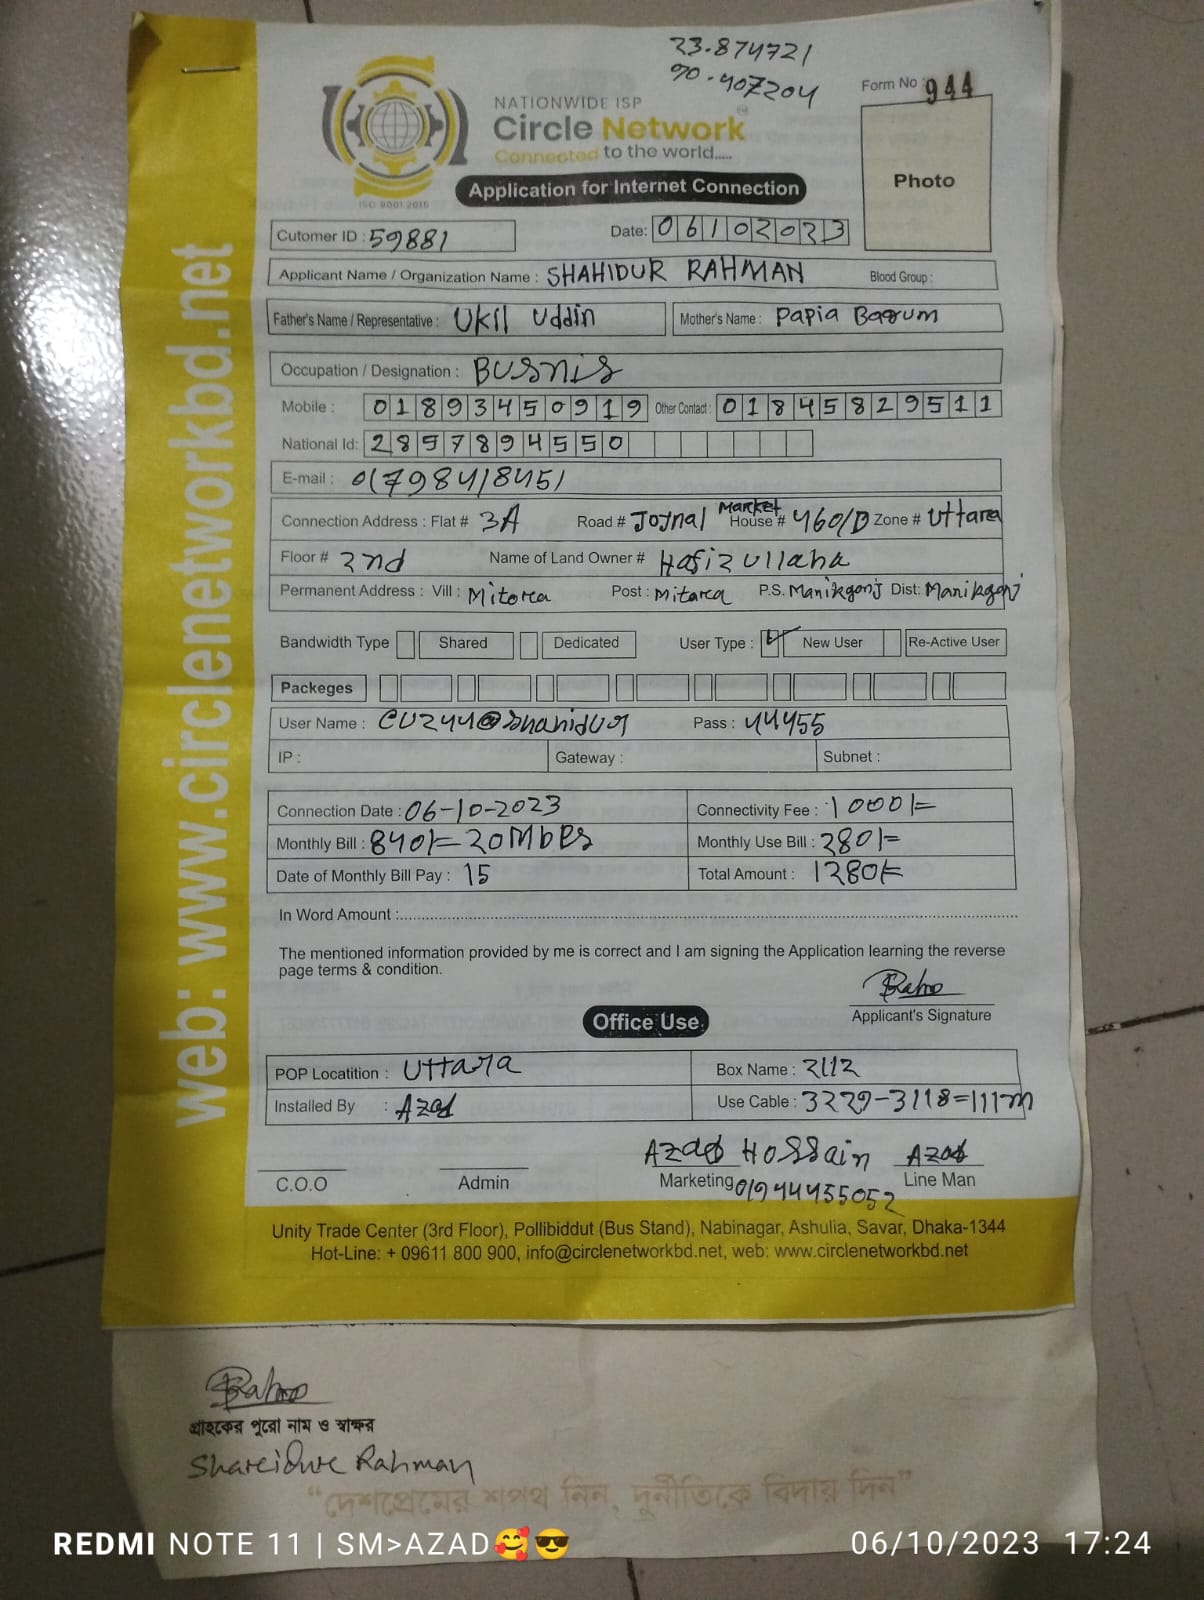 23.874721
90.407204
Form No : 944
NATIONWIDE ISP
Circle Network
Connected to the world.....
ISO 9001:2015
Application for Internet Connection
Photo
Cutomer ID : 59881
Date: 06102023
Applicant Name / Organization Name : SHAHIDUR RAHMAN Blood Group :
Father's Name / Representative : Ukil Uddin Mother's Name : Papia Bagum
Occupation / Designation : BUSNIS
Mobile : 01893450919 Other Contact : 01845829511
National Id: 2857894550
E-mail : 01798418451
Connection Address : Flat # 3A Road # Joynal Market House # 460/D Zone # Uttara
Floor # 2nd Name of Land Owner # Hafizullaha
Permanent Address : Vill : Mitora Post : Mitara P.S. Manikgonj Dist: Manikgonj
Bandwidth Type Shared Dedicated User Type : New User Re-Active User
Packeges
User Name : CU244@shahidur Pass : 44455
IP : Gateway : Subnet :
Connection Date : 06-10-2023 Connectivity Fee : 1000/=
Monthly Bill : 840/= 20Mbps Monthly Use Bill : 280/=
Date of Monthly Bill Pay : 15 Total Amount : 1280/=
In Word Amount :
The mentioned information provided by me is correct and I am signing the Application learning the reverse
page terms & condition.
Applicant's Signature
Office Use
POP Locatition : Uttara Box Name : 2112
Installed By : Azad Use Cable : 3229-3118=111m
Azad Hossain Azad
C.O.O Admin Marketing 01944455052 Line Man
Unity Trade Center (3rd Floor), Pollibiddut (Bus Stand), Nabinagar, Ashulia, Savar, Dhaka-1344
Hot-Line: + 09611 800 900, info@circlenetworkbd.net, web: www.circlenetworkbd.net
web: www.circlenetworkbd.net
গ্রাহকের পুরো নাম ও স্বাক্ষর
Shareidure Rahman
“দেশপ্রেমের শপথ নিন, দুর্নীতিকে বিদায় দিন”
REDMI NOTE 11 | SM>AZAD🥰😎
06/10/2023 17:24